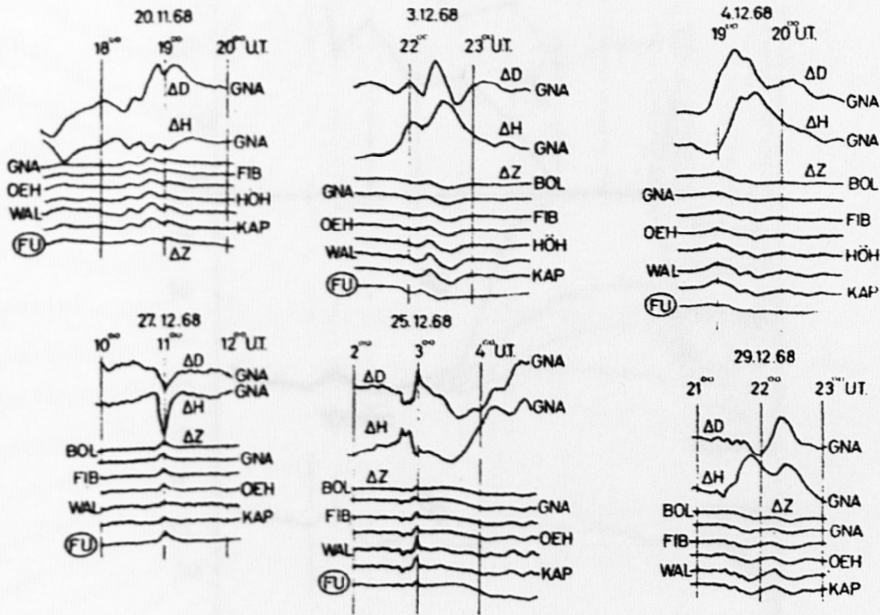 20.11.68
18⁰⁰ 19⁰⁰ 20⁰⁰ U.T.
ΔD GNA
ΔH GNA
GNA FIB
OEH HÖH
WAL KAP
FU ΔZ
3.12.68
22 23 U.T.
ΔD GNA
ΔH GNA
ΔZ BOL
GNA
FIB
OEH
HÖH
WAL
KAP
FU
4.12.68
19 20⁰⁰ U.T.
ΔD GNA
ΔH GNA
ΔZ BOL
GNA
FIB
OEH
HÖH
WAL
KAP
FU
27.12.68
10⁰⁰ 11⁰⁰ 12⁰⁰ U.T.
ΔD GNA
GNA
ΔH
ΔZ
BOL GNA
FIB OEH
WAL KAP
FU
25.12.68
2⁰⁰ 3⁰⁰ 4⁰⁰ U.T.
ΔD GNA
GNA
ΔH
BOL ΔZ
GNA
FIB
OEH
WAL
KAP
FU
29.12.68
21⁰⁰ 22⁰⁰ 23⁰⁰ U.T.
ΔD GNA
ΔH GNA
BOL ΔZ
GNA
FIB
OEH
WAL
KAP